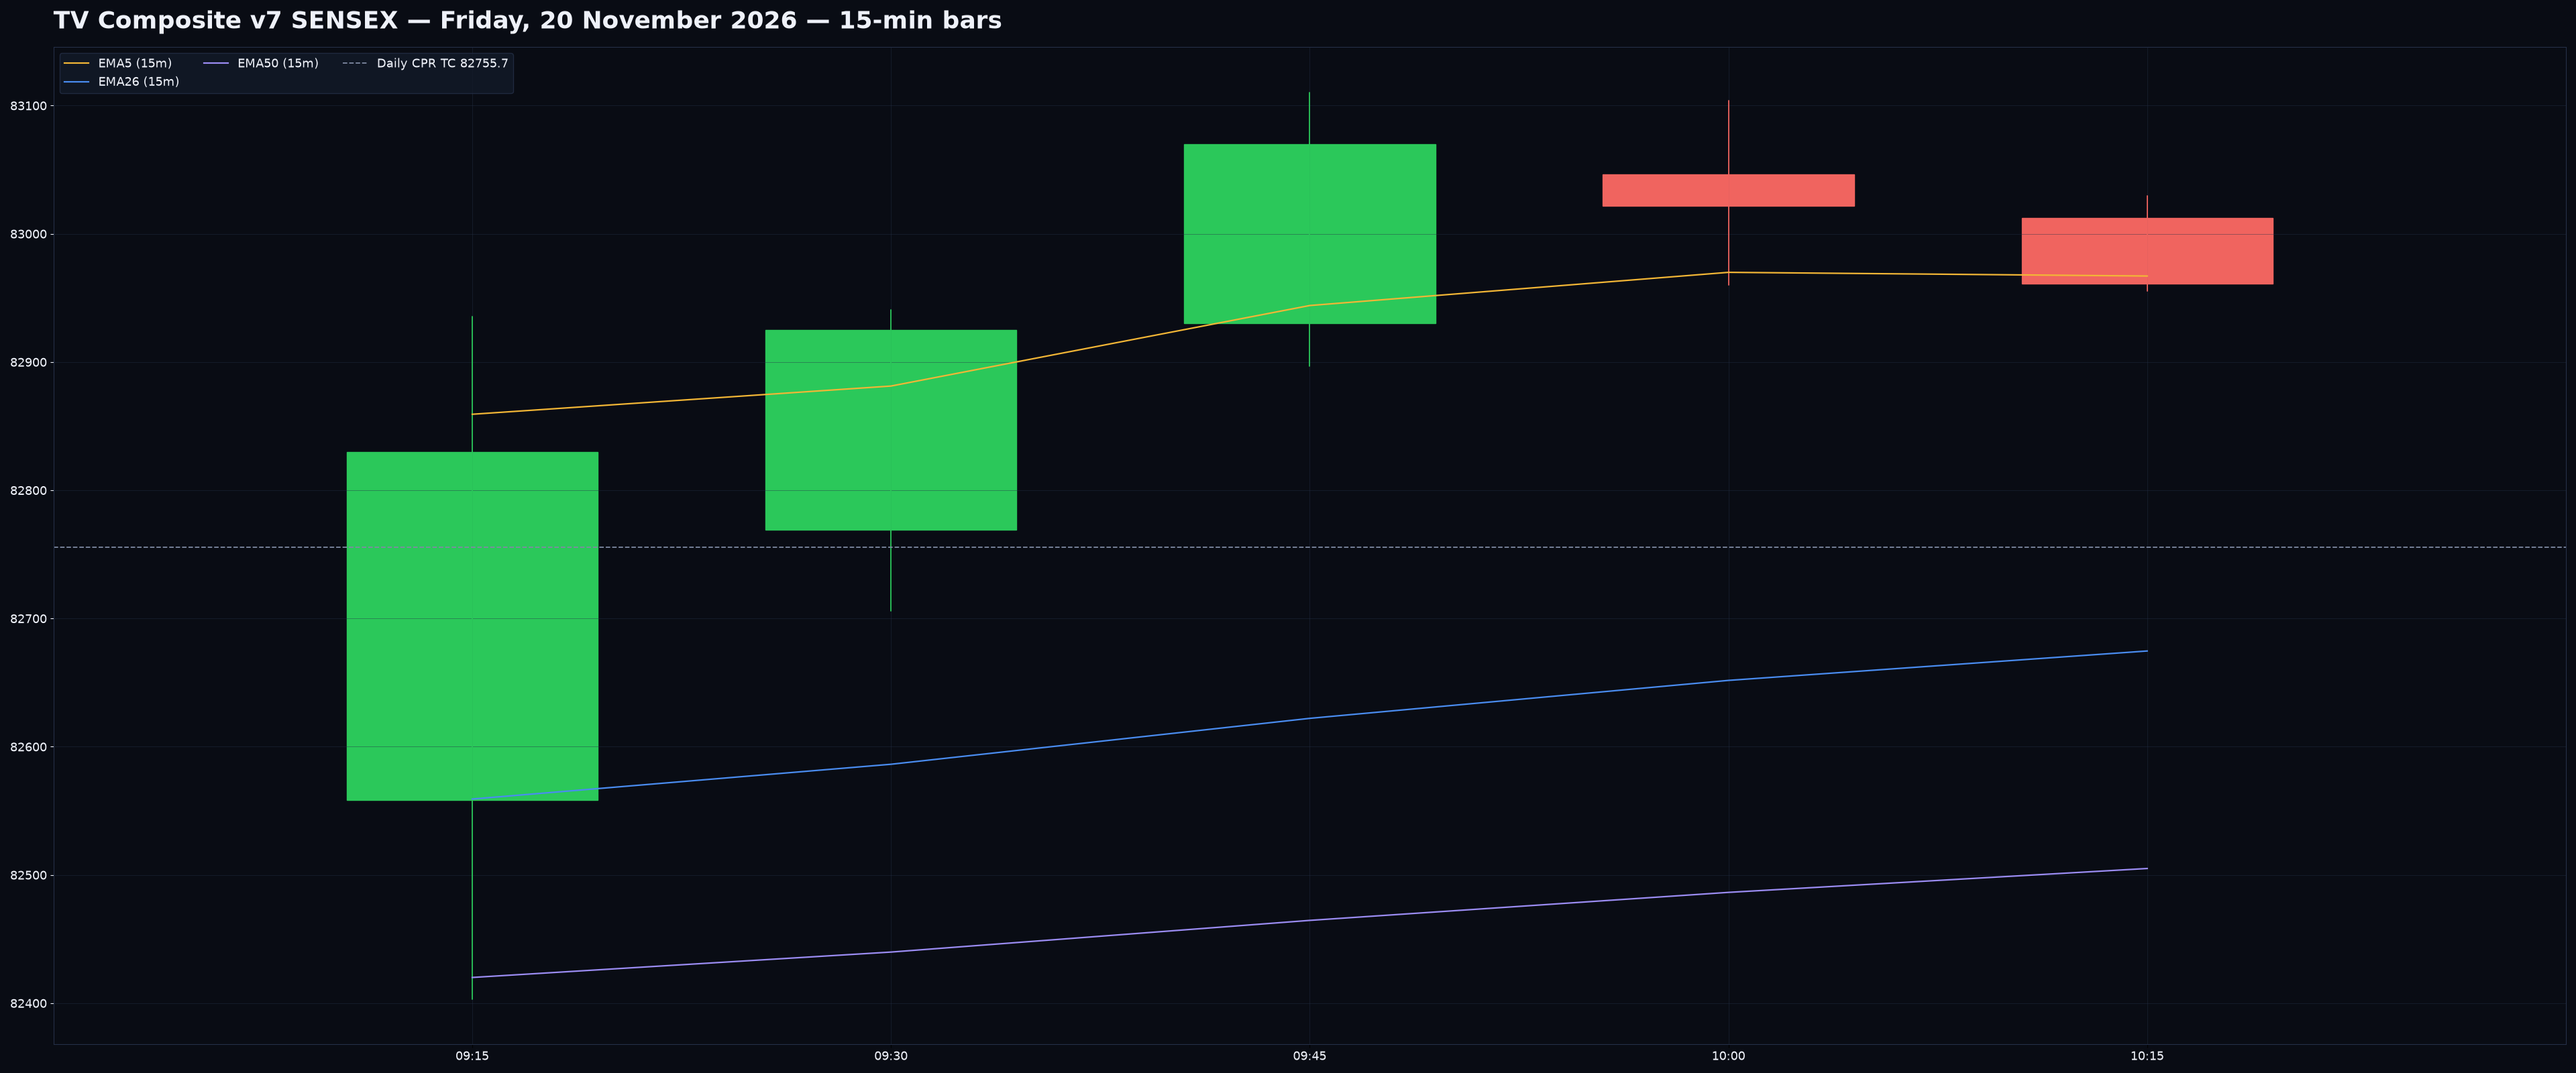 TV Composite v7 SENSEX — Friday, 20 November 2026 — 15-min bars
EMA5 (15m) EMA50 (15m) Daily CPR TC 82755.7
EMA26 (15m)
83100
83000
82900
82800
82700
82600
82500
82400
09:15 09:30 09:45 10:00 10:15